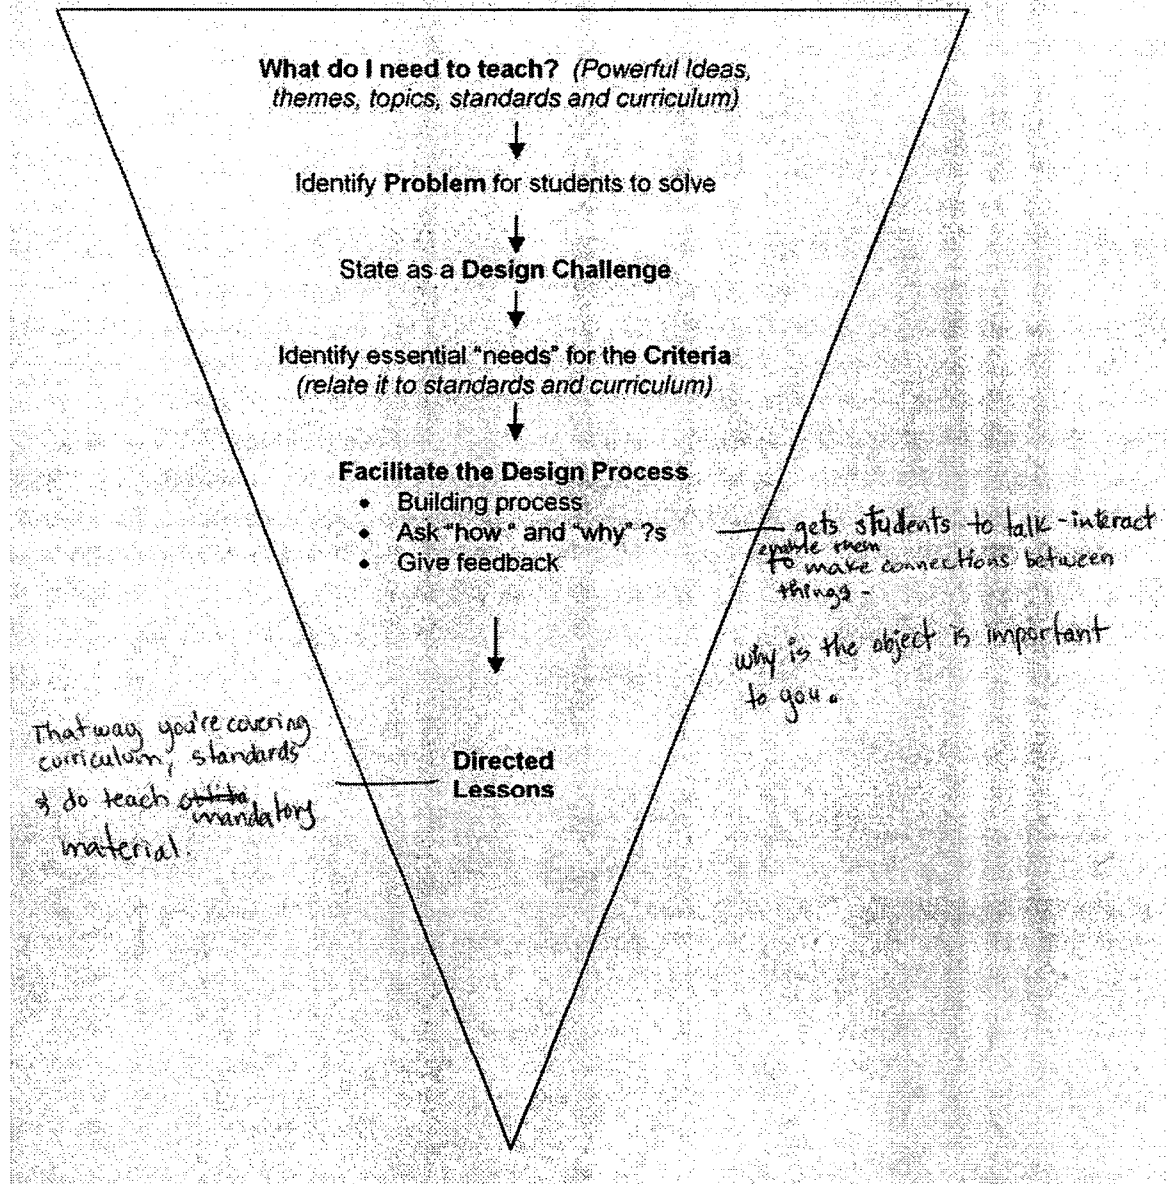 What do I need to teach? (Powerful Ideas,
themes, topics, standards and curriculum)
Identify Problem for students to solve
State as a Design Challenge
Identify essential "needs" for the Criteria
(relate it to standards and curriculum)
Facilitate the Design Process
• Building process
• Ask "how" and "why" ?s
• Give feedback
gets students to talk - interact
enable them
to make connections between
things -
why is the object is important
to you.
That way you're covering
curriculum, standards
& do teach
mandatory
material.
Directed
Lessons